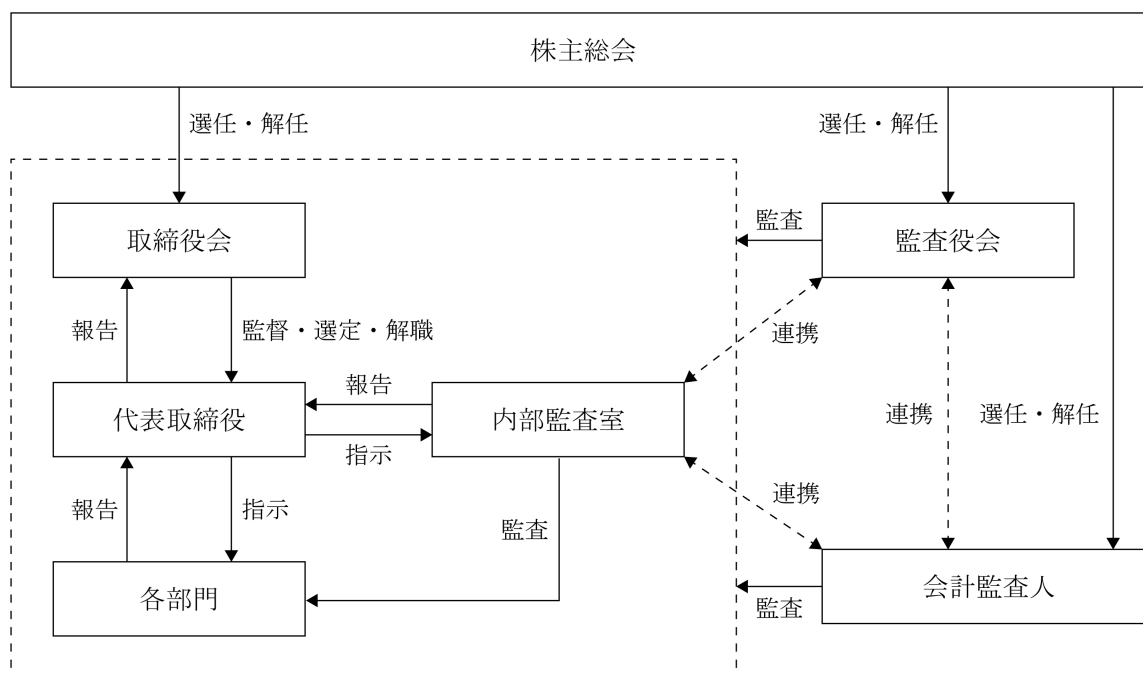 株主総会
選任・解任
選任・解任
監査
取締役会
監査役会
報告
監督・選定・解職
連携
報告
代表取締役
内部監査室
連携
選任・解任
指示
報告
指示
連携
監査
各部門
会計監査人
監査